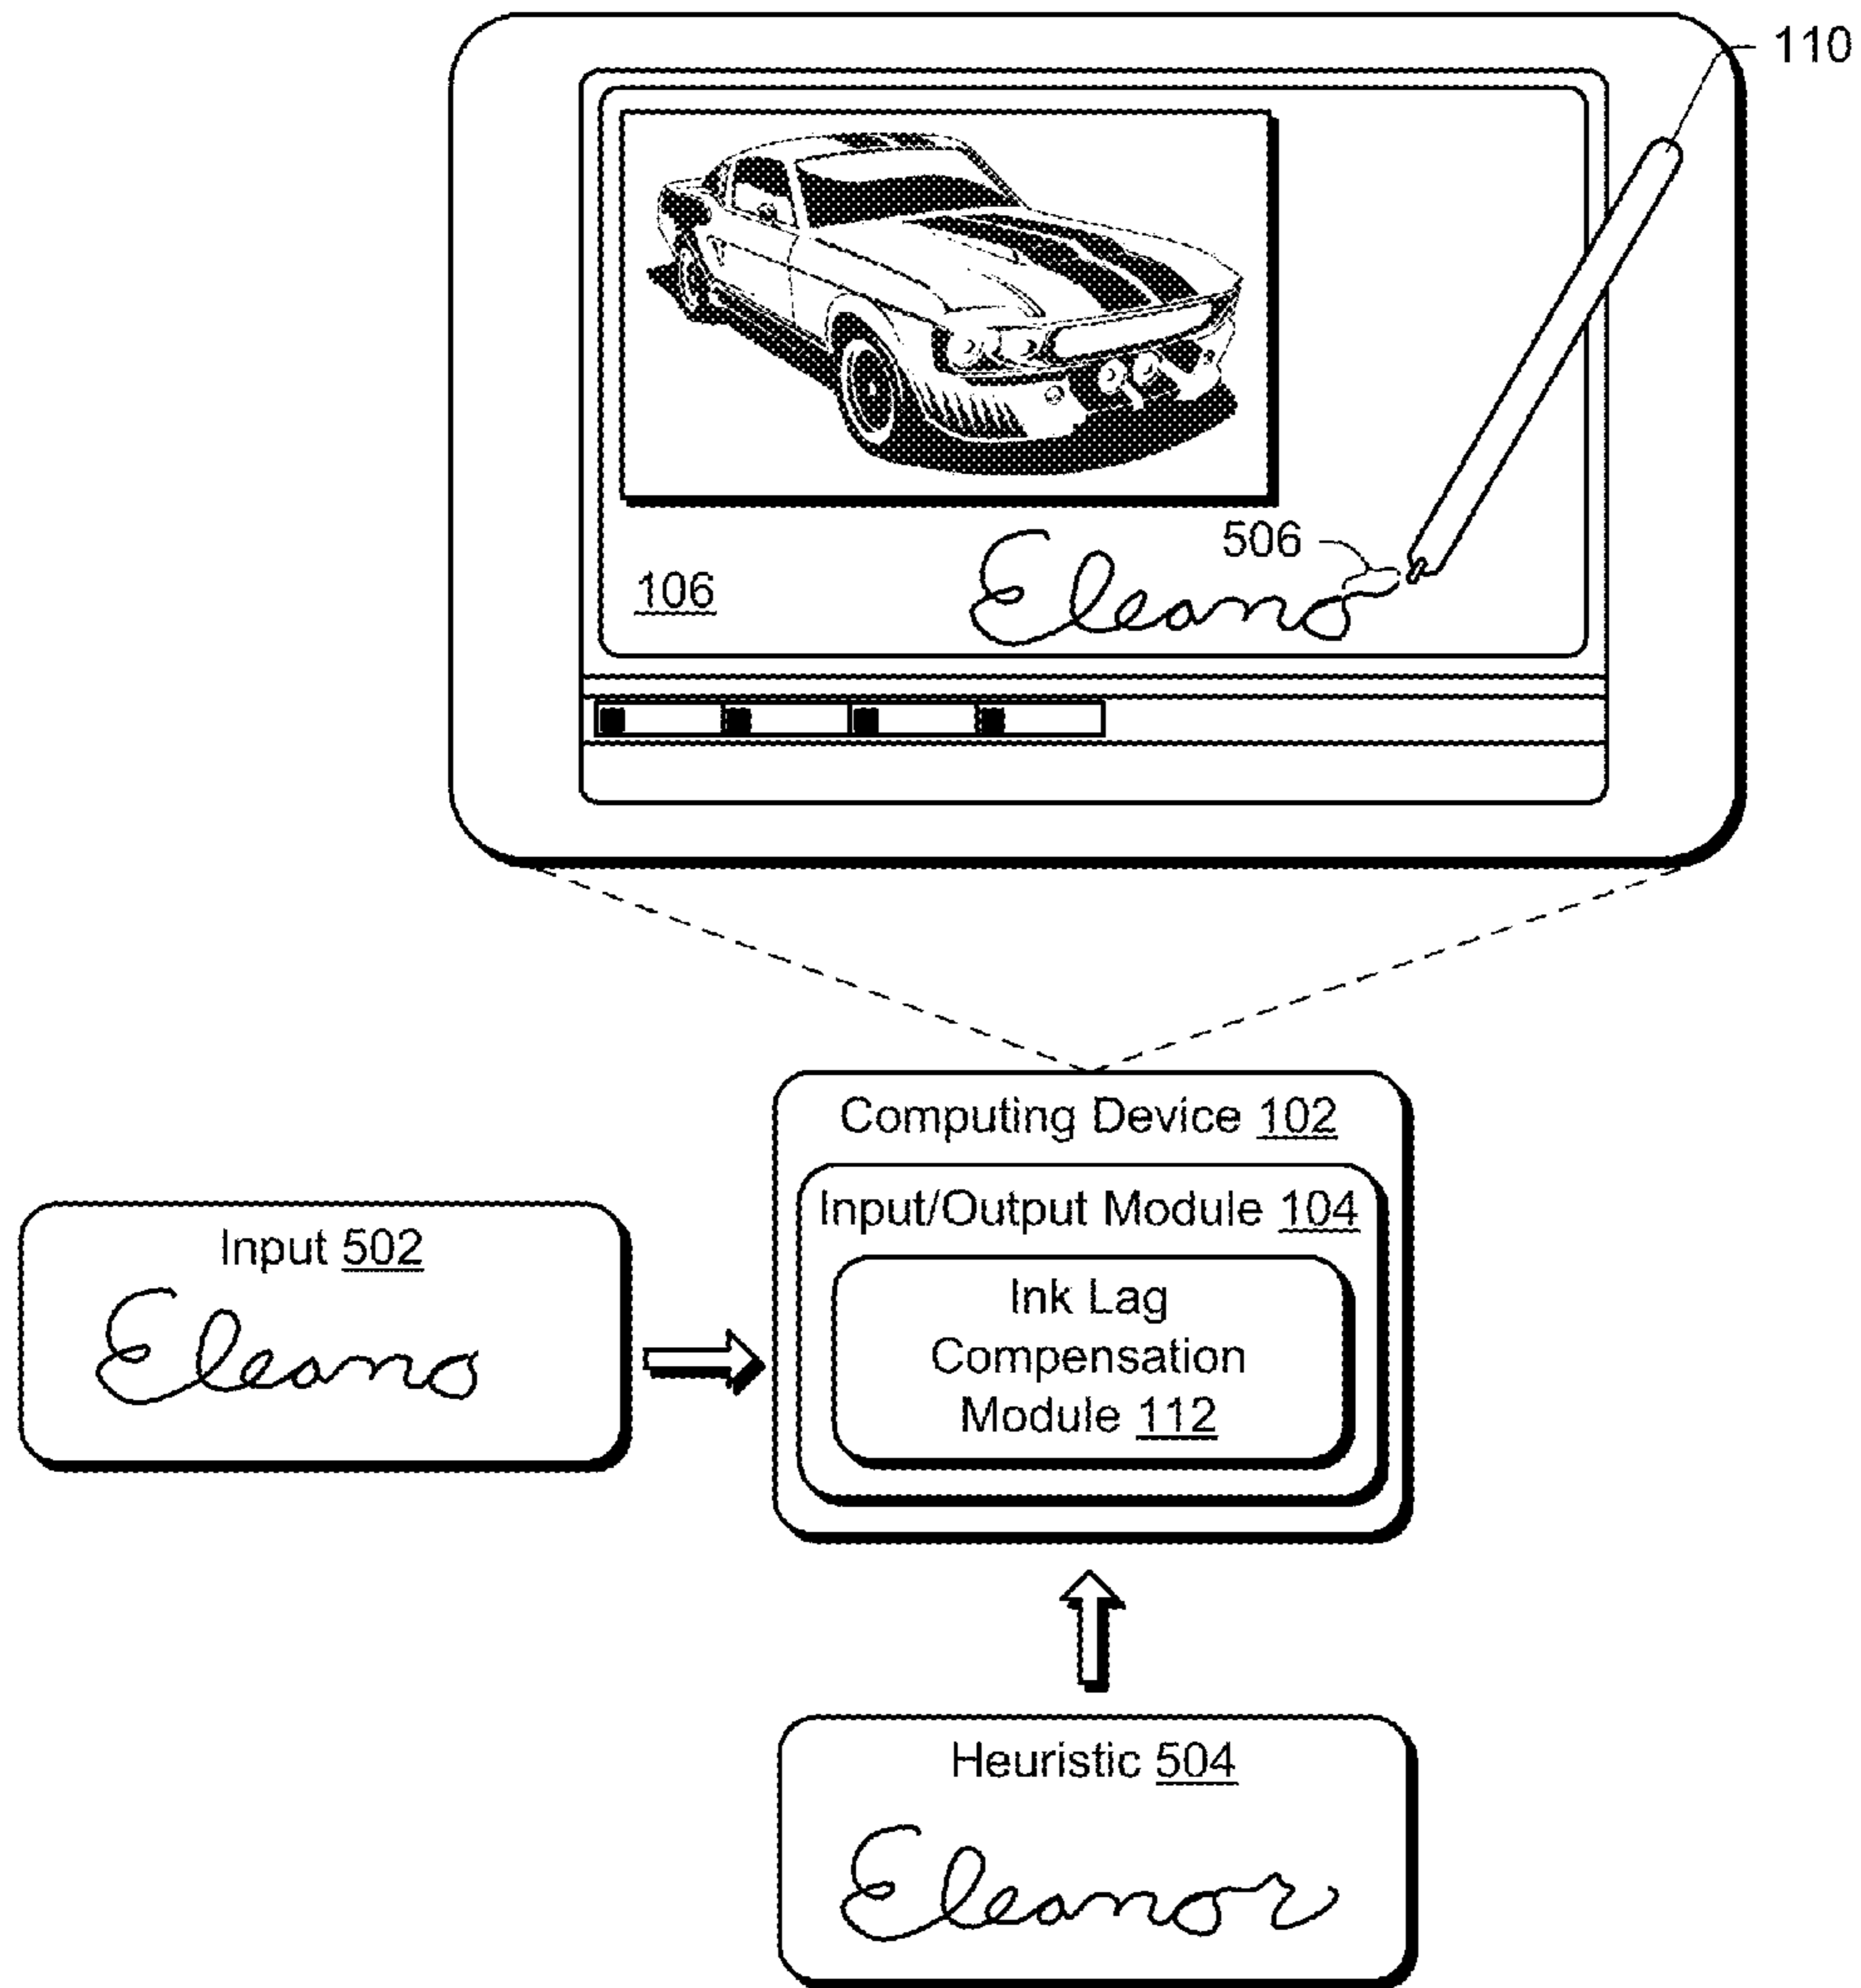 110
506
106
Eleano
Computing Device 102
Input/Output Module 104
Input 502
Ink Lag
Eleano
Compensation
Module 112
Heuristic 504
Eleanor